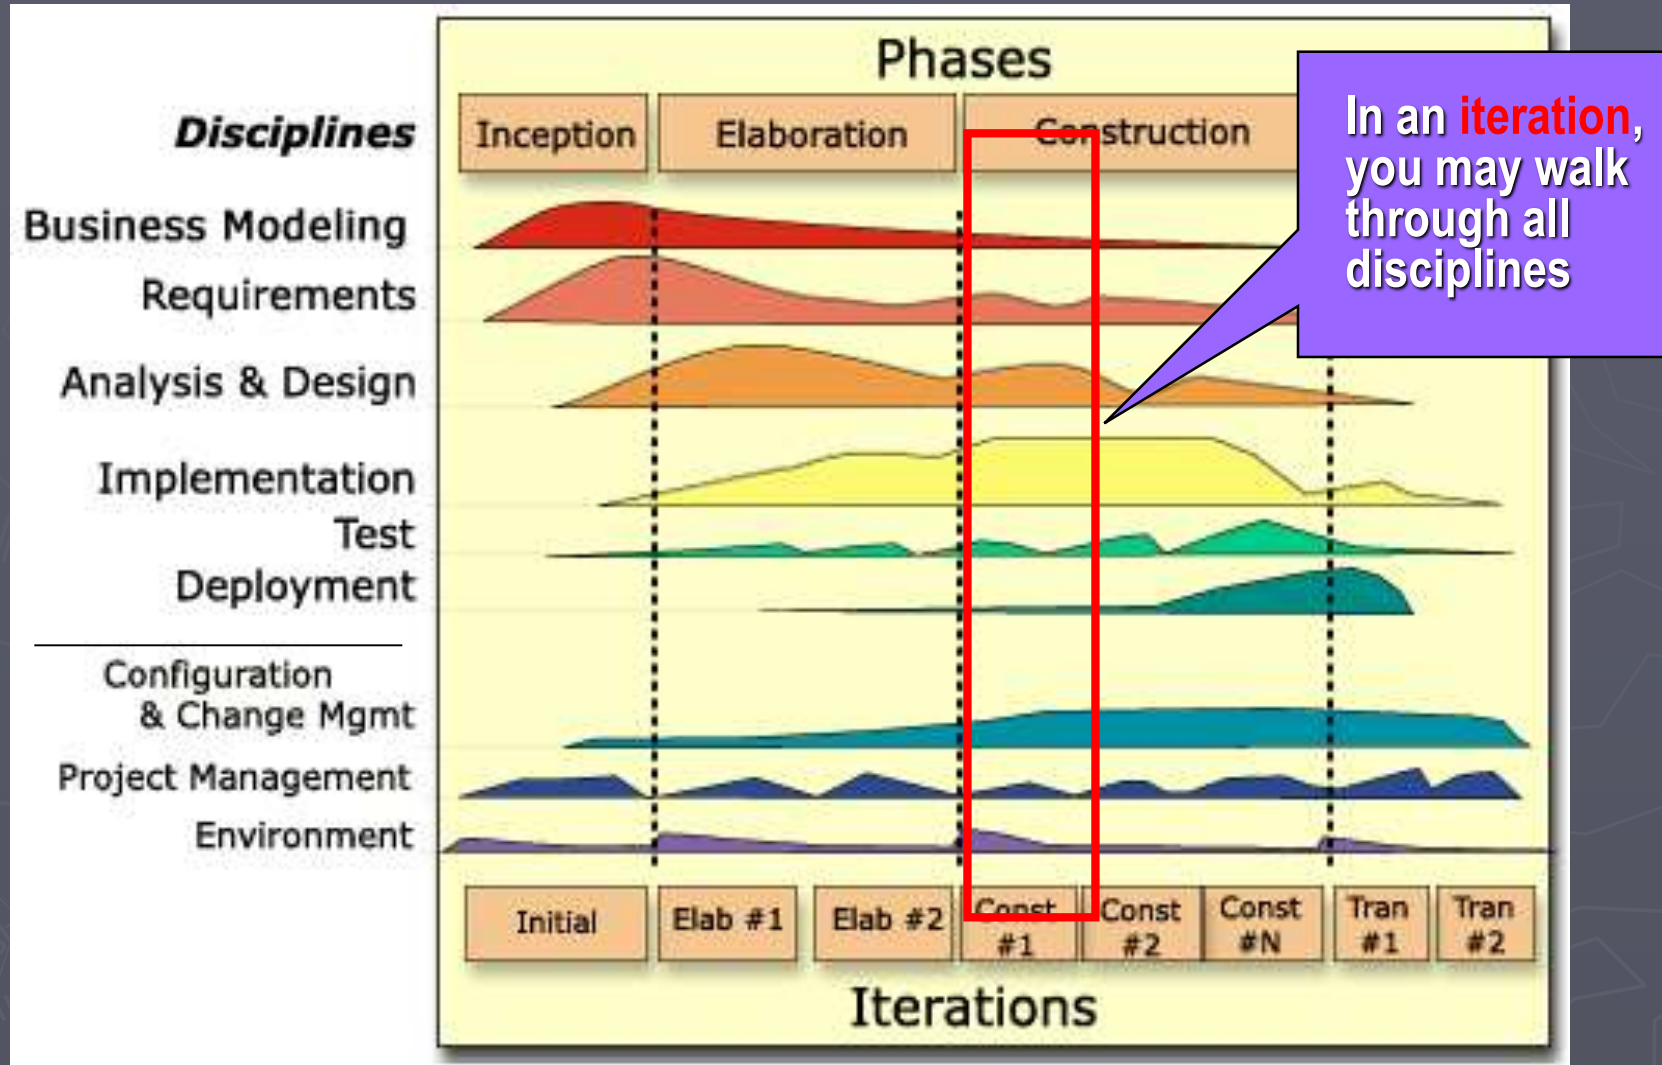 Phases
Disciplines
Inception
Elaboration
Construction
In an iteration,
you may walk
through all
disciplines
Business Modeling
Requirements
Analysis & Design
Implementation
Test
Deployment
Configuration
& Change Mgmt
Project Management
Environment
Initial
Elab #1
Elab #2
Const
#1
Const
#2
Const
#N
Tran
#1
Tran
#2
Iterations